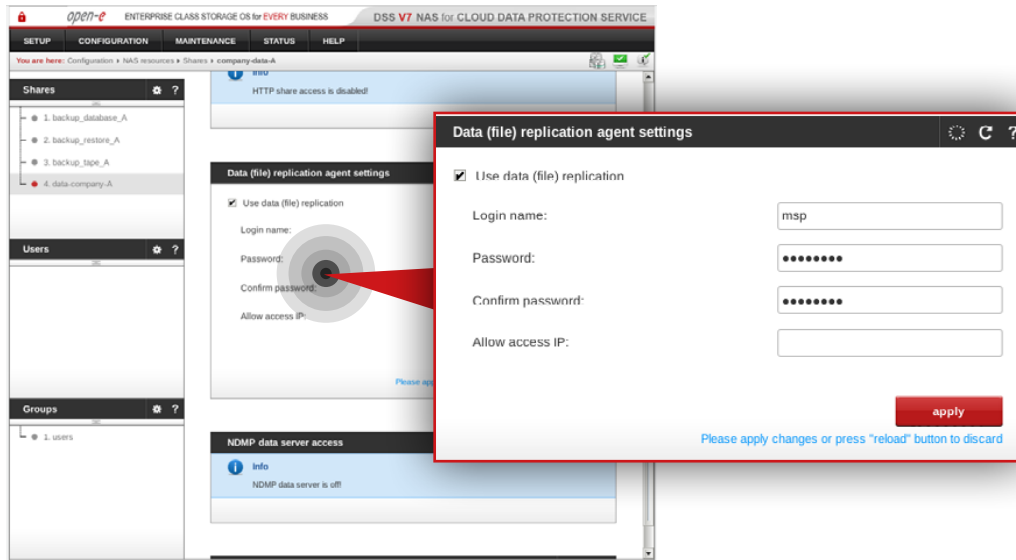 open-e ENTERPRISE CLASS STORAGE OS for EVERY BUSINESS DSS V7 NAS for CLOUD DATA PROTECTION SERVICE
SETUP CONFIGURATION MAINTENANCE STATUS HELP
You are here: Configuration NAS resources Shares company-data-A
Shares ?
1. backup_database_A
2. backup_restore_A
3. backup_tape_A
4. data-company-A
Users ?
Groups ?
1. users
Info
HTTP share access is disabled!
Data (file) replication agent settings
Use data (file) replication
Login name:
Password:
Confirm password:
Allow access IP:
Please
NDMP data server access
Info
NDMP data server is off!
Data (file) replication agent settings ?
Use data (file) replication
Login name: msp
Password: ••••••••
Confirm password: ••••••••
Allow access IP:
apply
Please apply changes or press "reload" button to discard